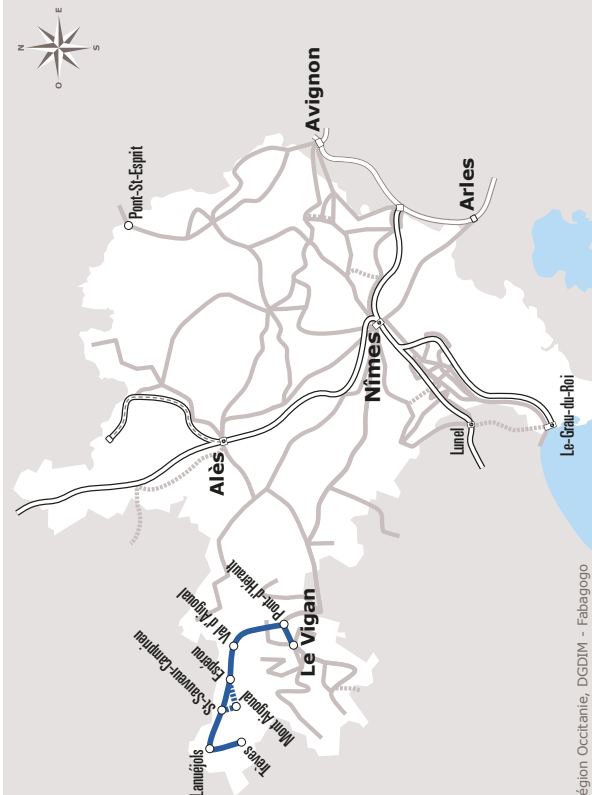 N
E
S
O
Pont-St-Esprit
Avignon
Arles
Alès
Nîmes
Lunel
Le-Grau-du-Roi
Le Vigan
Pont-d'Hérault
Val d'Aigoual
Espérou
St-Sauveur-Camprieu
Mont Aigoual
Lanuéjols
Trèves
égion Occitanie, DGDIM - Fabagogo